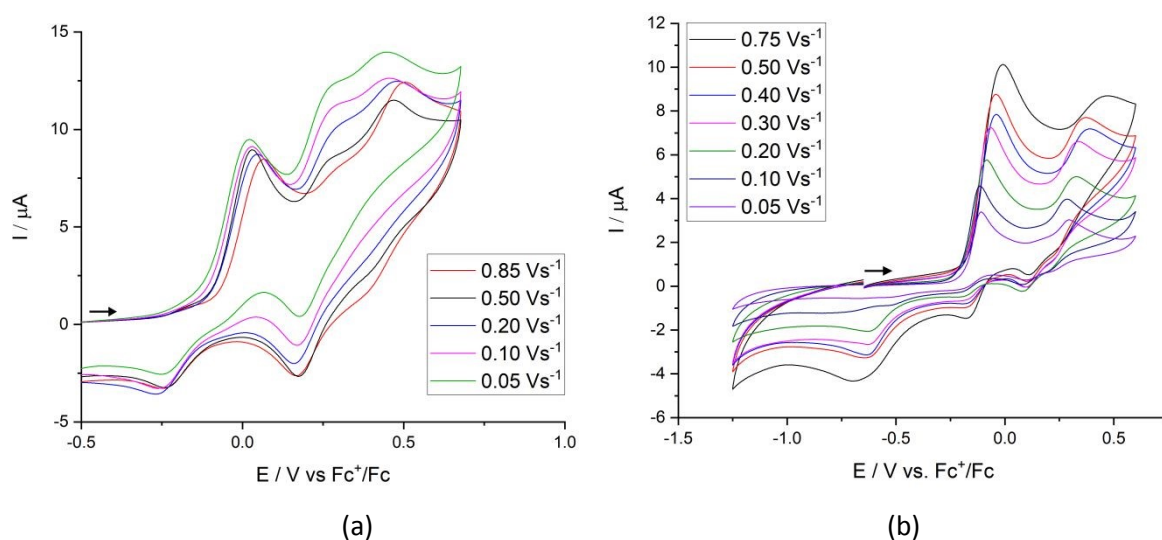 15
10
5
0
-5
I / μA
-0.5
0.0
0.5
1.0
E / V vs Fc⁺/Fc
0.85 Vs⁻¹
0.50 Vs⁻¹
0.20 Vs⁻¹
0.10 Vs⁻¹
0.05 Vs⁻¹
(a)
12
10
8
6
4
2
0
-2
-4
-6
I / μA
0.75 Vs⁻¹
0.50 Vs⁻¹
0.40 Vs⁻¹
0.30 Vs⁻¹
0.20 Vs⁻¹
0.10 Vs⁻¹
0.05 Vs⁻¹
-1.5
-1.0
-0.5
0.0
0.5
E / V vs. Fc⁺/Fc
(b)